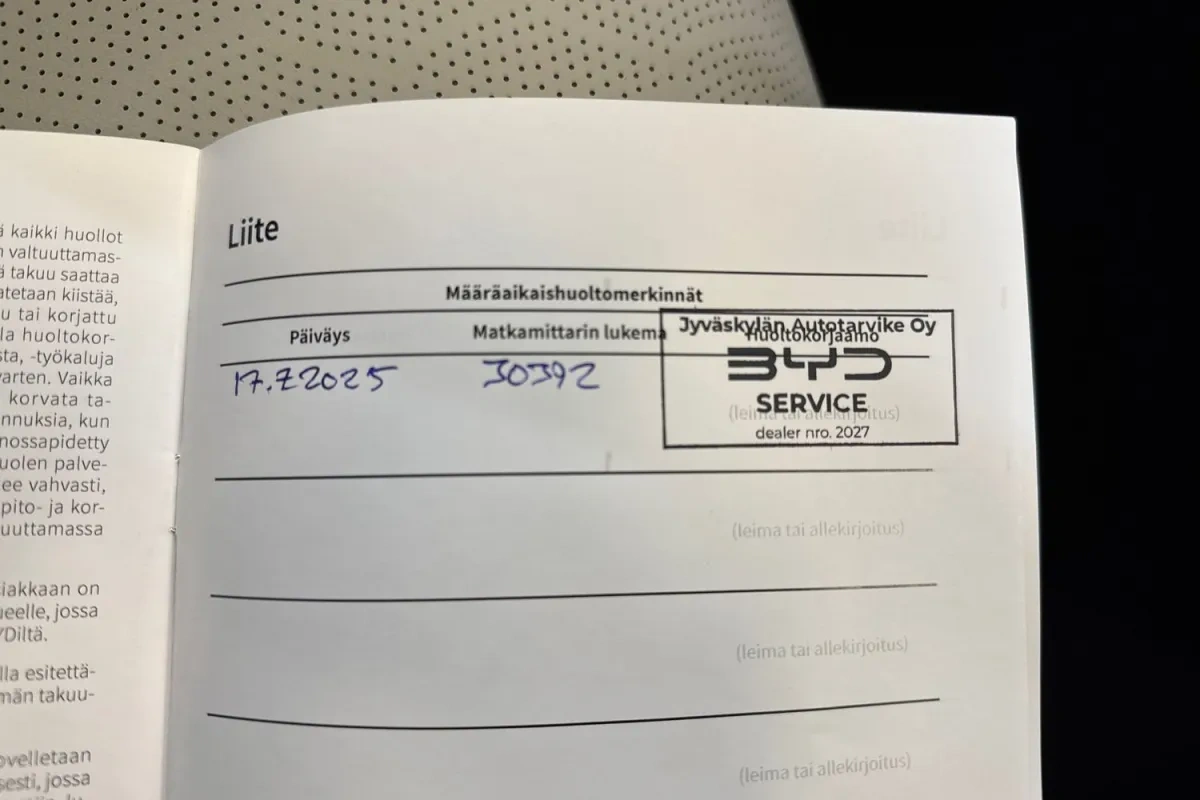 ä kaikki huollot
n valtuuttamas-
ä takuu saattaa
atetaan kiistää,
u tai korjattu
lla huoltokor-
sta, -työkaluja
varten. Vaikka
korvata ta-
nnuksia, kun
nossapidetty
uolen palve-
ee vahvasti,
pito- ja kor-
uuttamassa
iakkaan on
ueelle, jossa
YDiltä.
lla esitettä-
män takuu-
ovelletaan
sesti, jossa
Liite
Määräaikaishuoltomerkinnät
Päiväys Matkamittarin lukema Huoltokorjaamo
17.7.2025 30392
Jyväskylän Autotarvike Oy
BYD
SERVICE
dealer nro. 2027
(leima tai allekirjoitus)
(leima tai allekirjoitus)
(leima tai allekirjoitus)
(leima tai allekirjoitus)